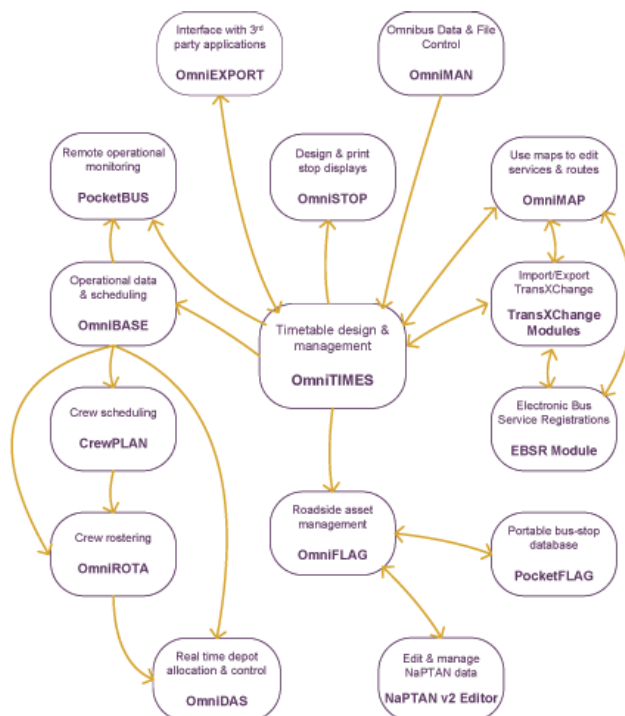 Interface with 3rd
party applications
OmniEXPORT
Omnibus Data & File
Control
OmniMAN
Remote operational
monitoring
PocketBUS
Design & print
stop displays
OmniSTOP
Use maps to edit
services & routes
OmniMAP
Operational data
& scheduling
OmniBASE
Timetable design &
management
OmniTIMES
Import/Export
TransXChange
TransXChange
Modules
Crew scheduling
CrewPLAN
Electronic Bus
Service Registrations
EBSR Module
Crew rostering
OmniROTA
Roadside asset
management
OmniFLAG
Portable bus-stop
database
PocketFLAG
Real time depot
allocation & control
OmniDAS
Edit & manage
NaPTAN data
NaPTAN v2 Editor